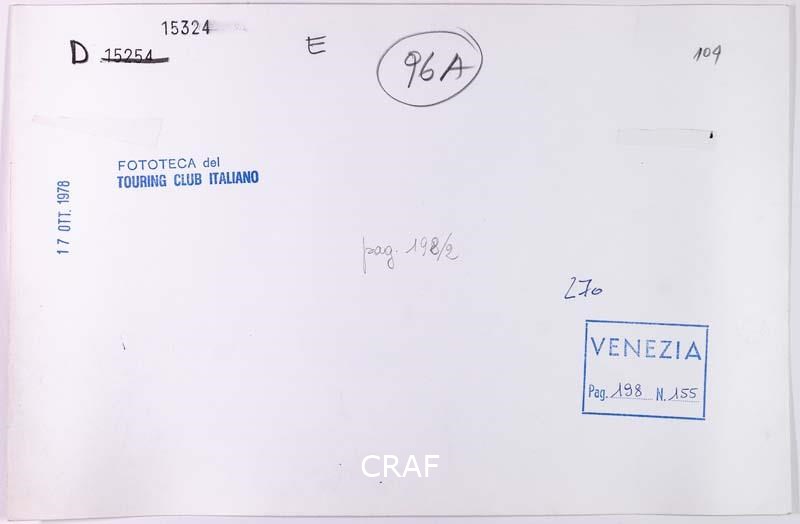 15324
D 15254
E
96A
104
FOTOTECA del
TOURING CLUB ITALIANO
17 OTT. 1978
pag. 198/2
270
VENEZIA
Pag. 198 N. 155
CRAF